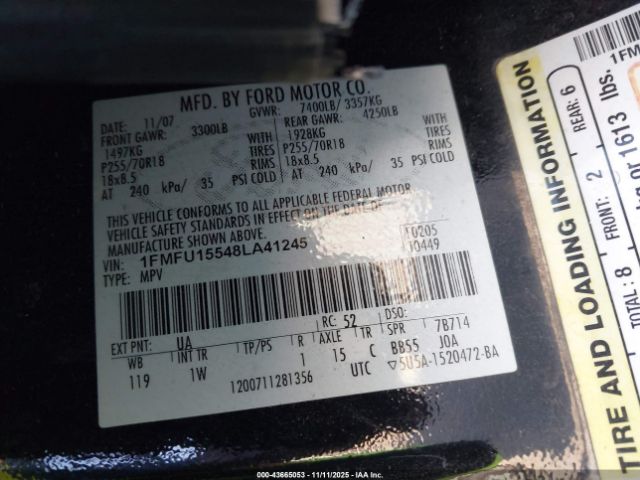 MFD. BY FORD MOTOR CO.
DATE: 11/07 GVWR: 7400LB/ 3357KG
FRONT GAWR: 3300LB REAR GAWR: 4250LB
1497KG WITH 1928KG WITH
P255/70R18 TIRES P255/70R18 TIRES
18x8.5 RIMS 18x8.5 RIMS
AT 240 kPa/ 35 PSI COLD AT 240 kPa/ 35 PSI COLD
THIS VEHICLE CONFORMS TO ALL APPLICABLE FEDERAL MOTOR
VEHICLE SAFETY STANDARDS IN EFFECT ON THE DATE OF
MANUFACTURE SHOWN ABOVE.
VIN: 1FMFU15548LA41245
TYPE: MPV
F0205
10449
EXT PNT: UA RC: 52 DSO:
WB INT TR TP/PS R AXLE TR SPR 7B714
119 1W 1 15 C BB55 JOA
1200711281356 UTC ▽5U5A-1520472-BA
TIRE AND LOADING INFORMATION
TOTAL: 8 FRONT: 2 REAR: 6
or 1613 lbs.
1FM
000-43665053 - 11/11/2025 - IAA Inc.